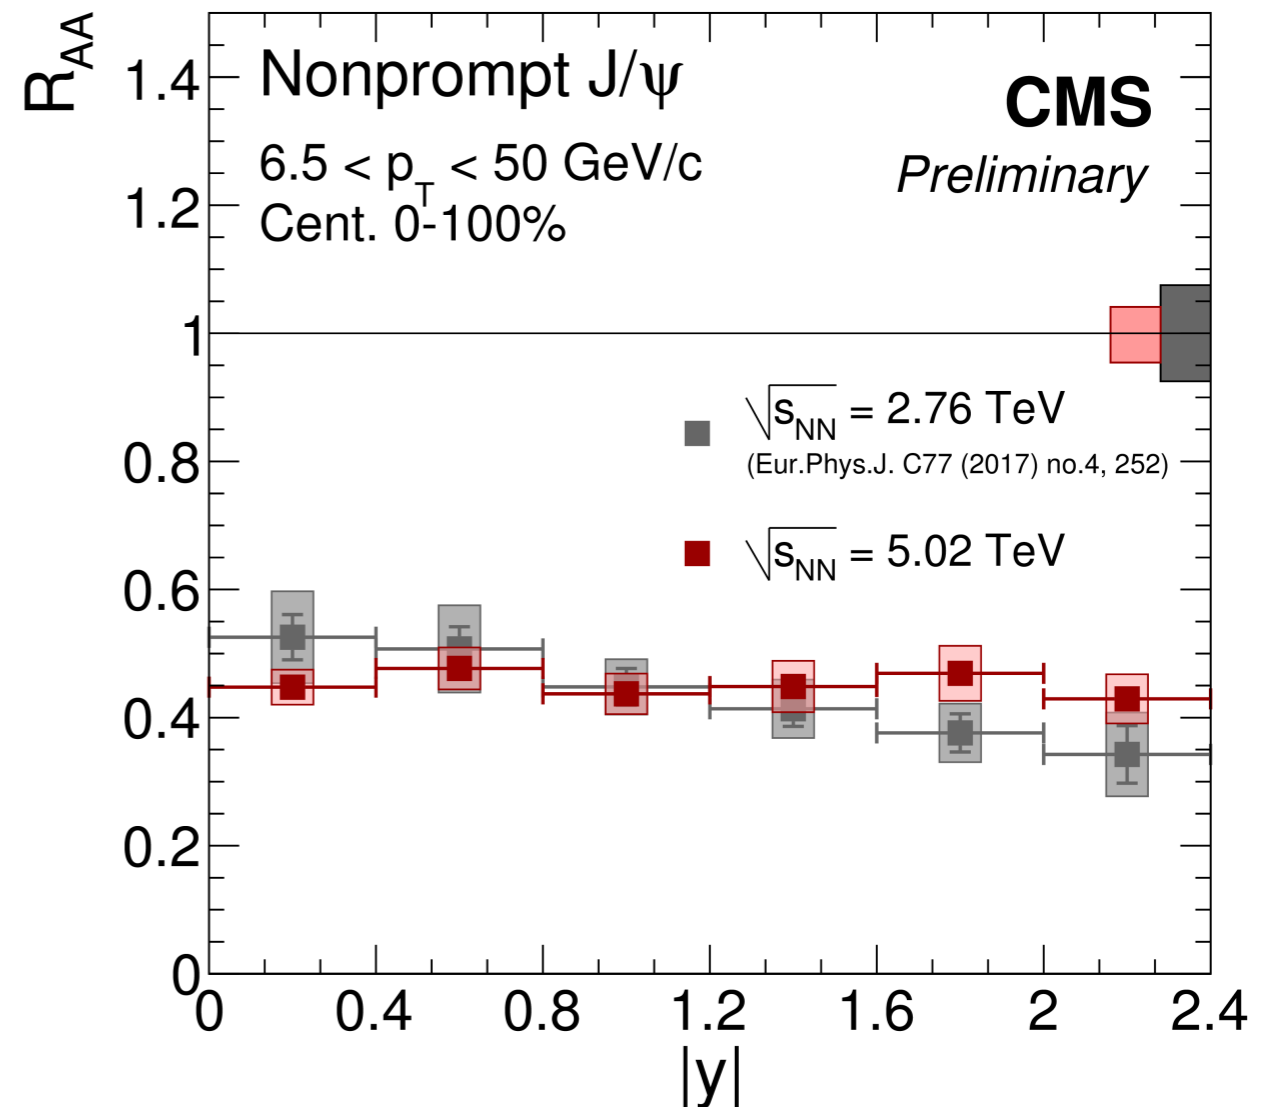 R_AA
Nonprompt J/ψ
6.5 < p_T < 50 GeV/c
Cent. 0-100%
CMS
Preliminary
√s_NN = 2.76 TeV
(Eur.Phys.J. C77 (2017) no.4, 252)
√s_NN = 5.02 TeV
1.4
1.2
1
0.8
0.6
0.4
0.2
0
0 0.4 0.8 1.2 1.6 2 2.4
|y|